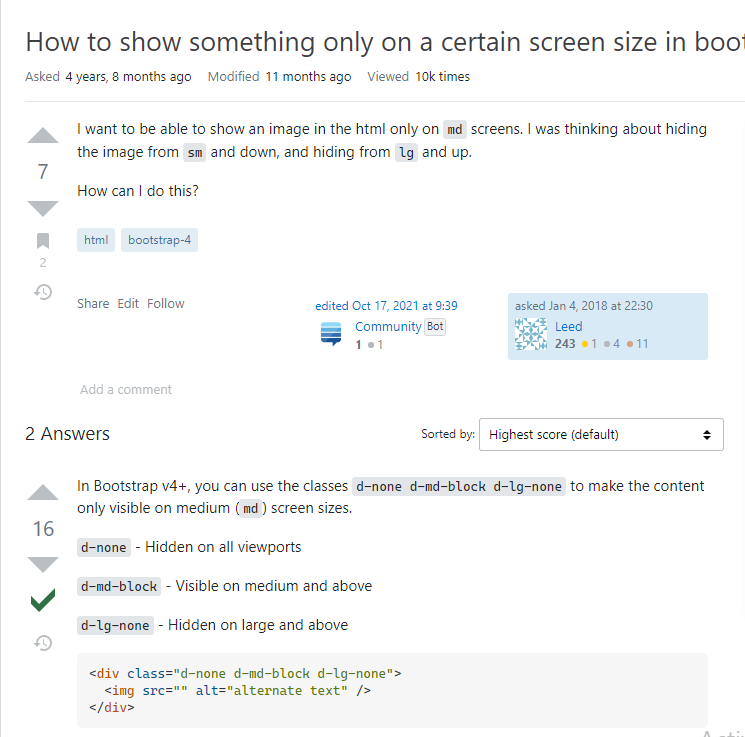 How to show something only on a certain screen size in boot
Asked 4 years, 8 months ago Modified 11 months ago Viewed 10k times
I want to be able to show an image in the html only on md screens. I was thinking about hiding
7
the image from sm and down, and hiding from lg and up.
How can I do this?
html bootstrap-4
2
Share Edit Follow
edited Oct 17, 2021 at 9:39
Community Bot
1 1
asked Jan 4, 2018 at 22:30
Leed
243 1 4 11
Add a comment
2 Answers
Sorted by: Highest score (default)
In Bootstrap v4+, you can use the classes d-none d-md-block d-lg-none to make the content
16
only visible on medium (md) screen sizes.
d-none - Hidden on all viewports
d-md-block - Visible on medium and above
d-lg-none - Hidden on large and above
<div class="d-none d-md-block d-lg-none">
<img src="" alt="alternate text" />
</div>